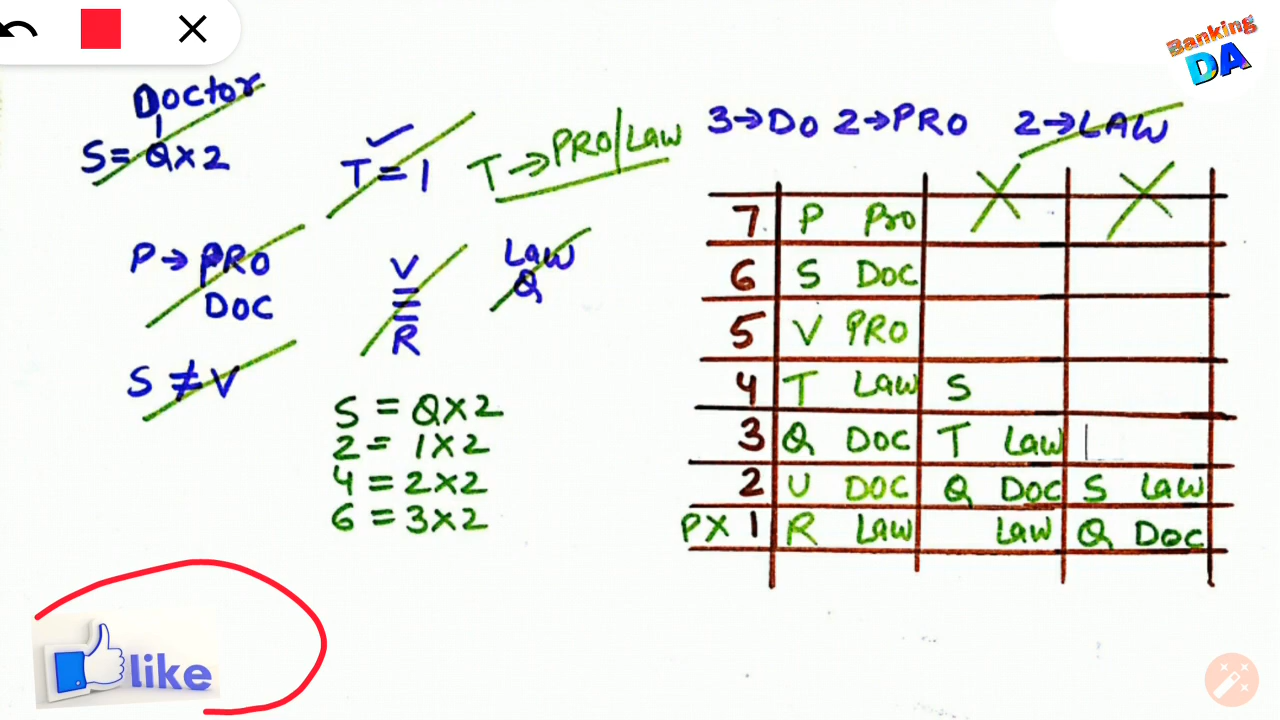 Banking
DA
Doctor
S = Q x 2
T = 1
T → PRO/LAW
3→DO 2→PRO 2→LAW
P → PRO
DOC
V
=
R
Law
Q
S ≠ V
S = Q x 2
2 = 1 x 2
4 = 2 x 2
6 = 3 x 2
7 P Pro X X
6 S Doc
5 V PRO
4 T Law S
3 Q Doc T Law
2 U Doc Q Doc S Law
PX 1 R Law Law Q Doc
like